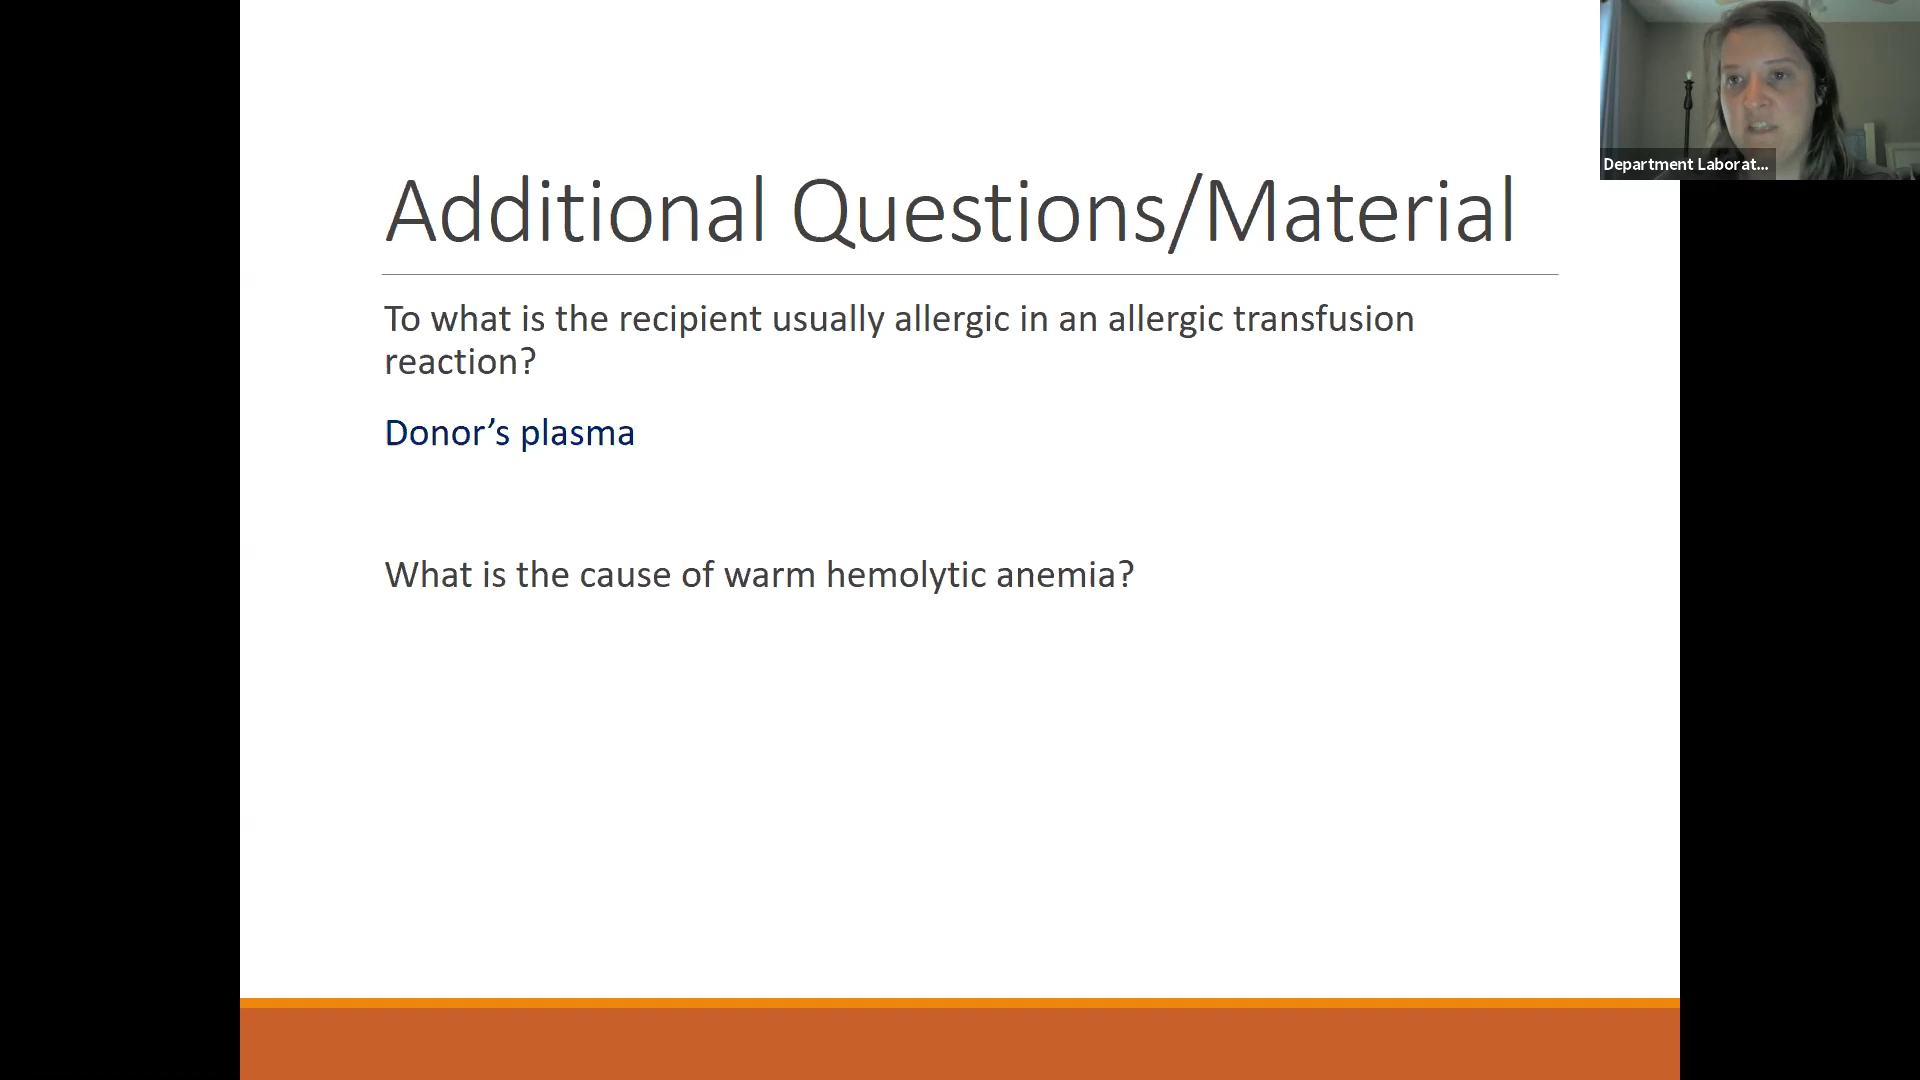 Department Laborat...
Additional Questions/Material
To what is the recipient usually allergic in an allergic transfusion
reaction?
Donor’s plasma
What is the cause of warm hemolytic anemia?